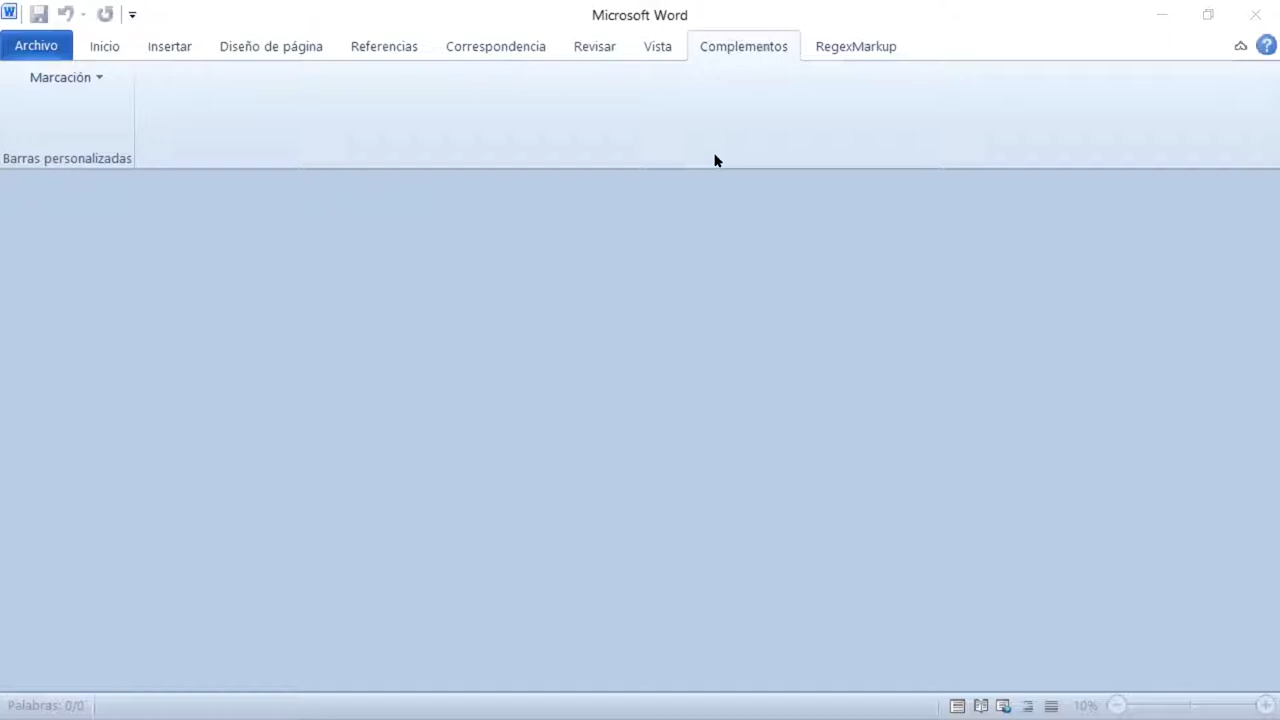 Microsoft Word
Archivo Inicio Insertar Diseño de página Referencias Correspondencia Revisar Vista Complementos RegexMarkup
Marcación
Barras personalizadas
Palabras: 0/0 10%